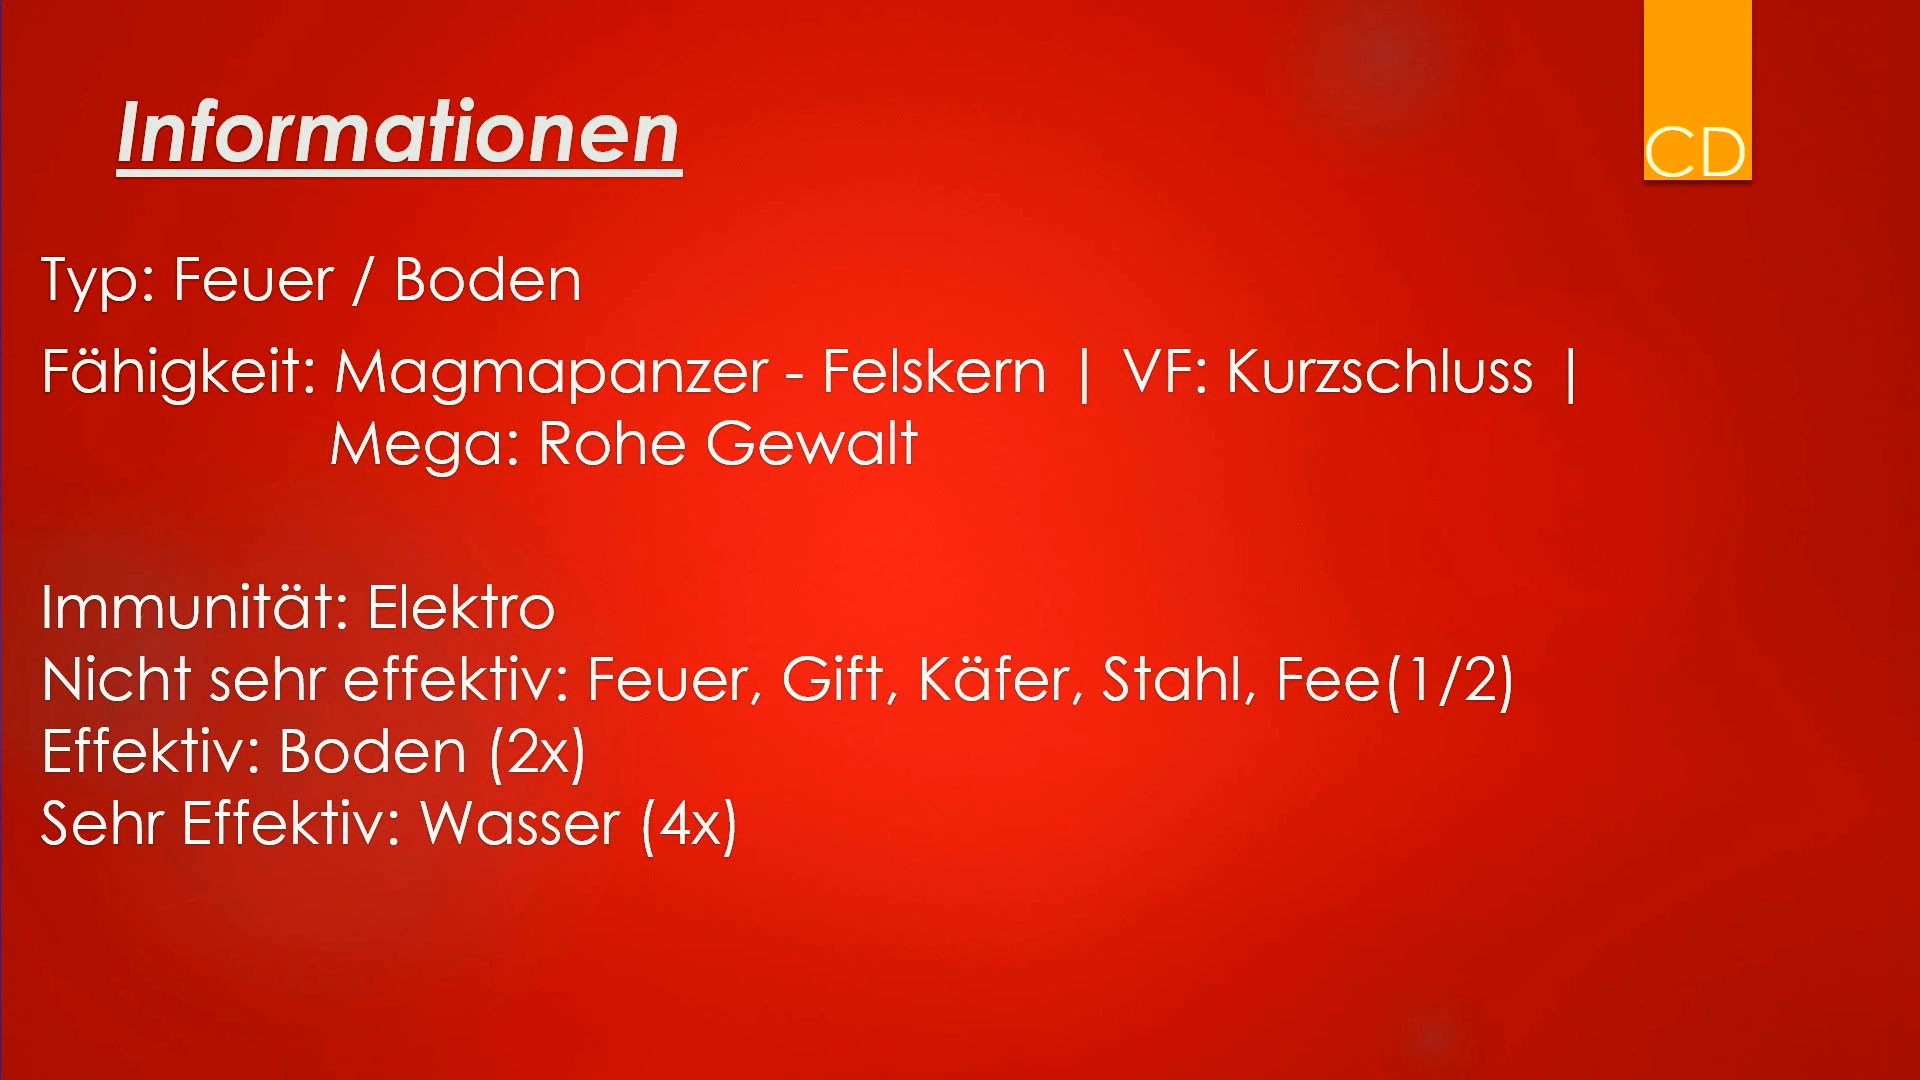 Informationen
CD
Typ: Feuer / Boden
Fähigkeit: Magmapanzer - Felskern | VF: Kurzschluss |
Mega: Rohe Gewalt
Immunität: Elektro
Nicht sehr effektiv: Feuer, Gift, Käfer, Stahl, Fee(1/2)
Effektiv: Boden (2x)
Sehr Effektiv: Wasser (4x)